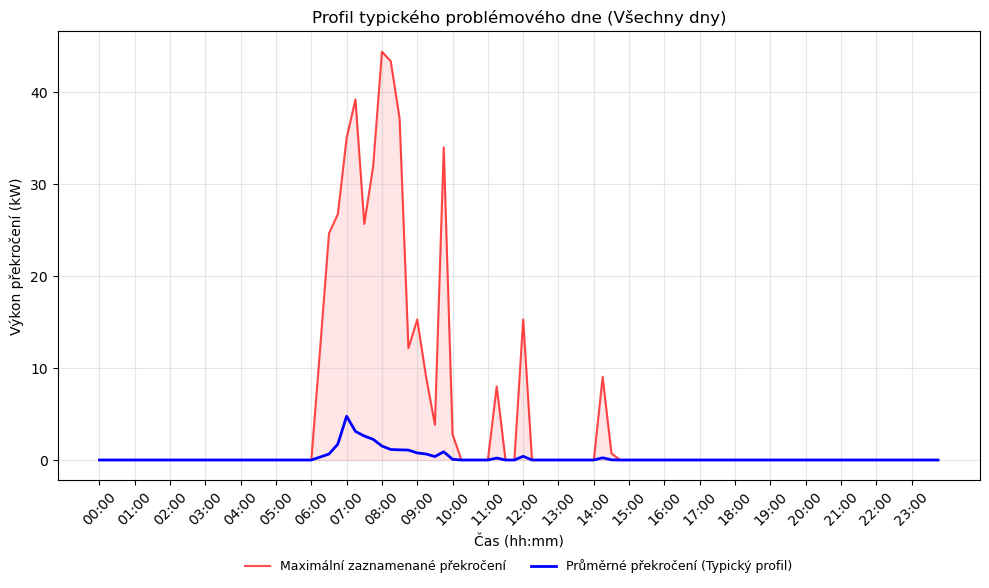 Profil typického problémového dne (Všechny dny)
Výkon překročení (kW)
40
30
20
10
0
00:00 01:00 02:00 03:00 04:00 05:00 06:00 07:00 08:00 09:00 10:00 11:00 12:00 13:00 14:00 15:00 16:00 17:00 18:00 19:00 20:00 21:00 22:00 23:00
Čas (hh:mm)
Maximální zaznamenané překročení Průměrné překročení (Typický profil)